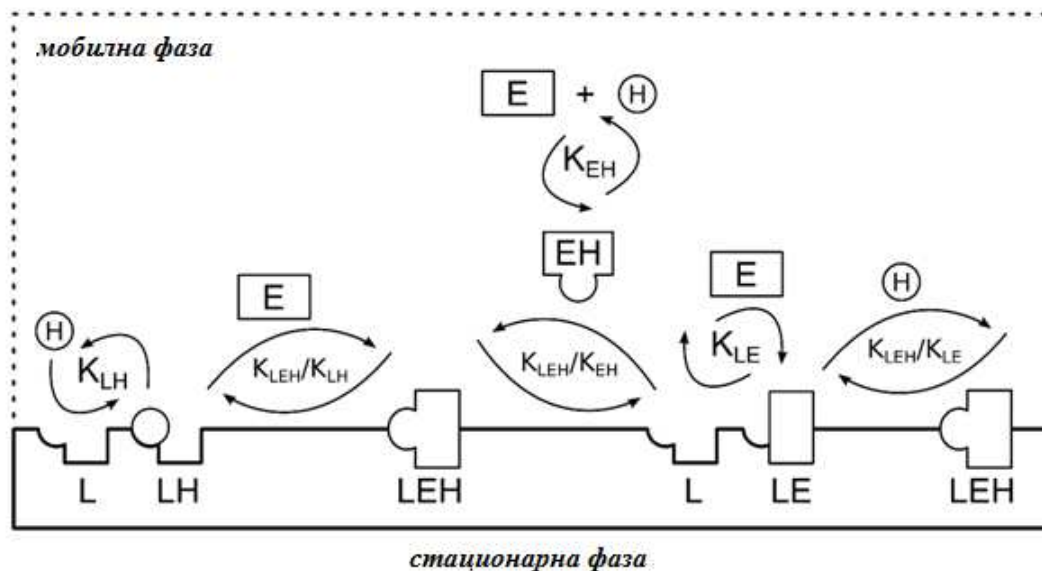 мобилна фаза
E + H
K_EH
EH
E
E
H
H
K_LH
K_LEH/K_LH
K_LEH/K_EH
K_LE
K_LEH/K_LE
L LH LEH L LE LEH
стационарна фаза